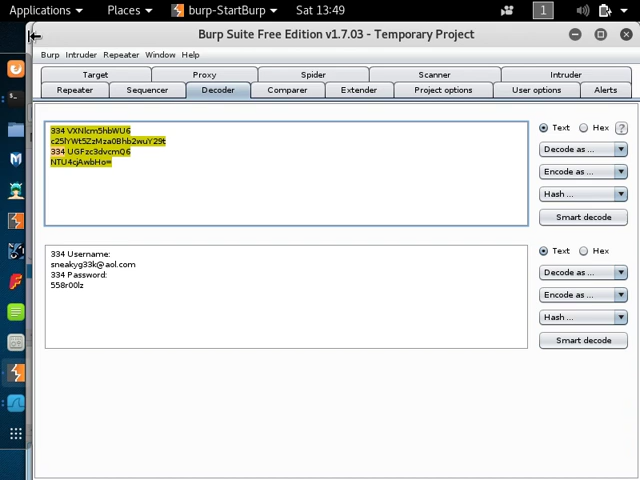 Applications Places burp-StartBurp Sat 13:49 1
Burp Suite Free Edition v1.7.03 - Temporary Project
Burp Intruder Repeater Window Help
Target Proxy Spider Scanner Intruder
Repeater Sequencer Decoder Comparer Extender Project options User options Alerts
334 VXNlcm5hbWU6
c25lYWt5ZzMza0Bhb2wuY29t
334 UGFzc3dvcmQ6
NTU4cjAwbHo=
Text Hex ?
Decode as ...
Encode as ...
Hash ...
Smart decode
334 Username:
sneakyg33k@aol.com
334 Password:
558r00lz
Text Hex
Decode as ...
Encode as ...
Hash ...
Smart decode